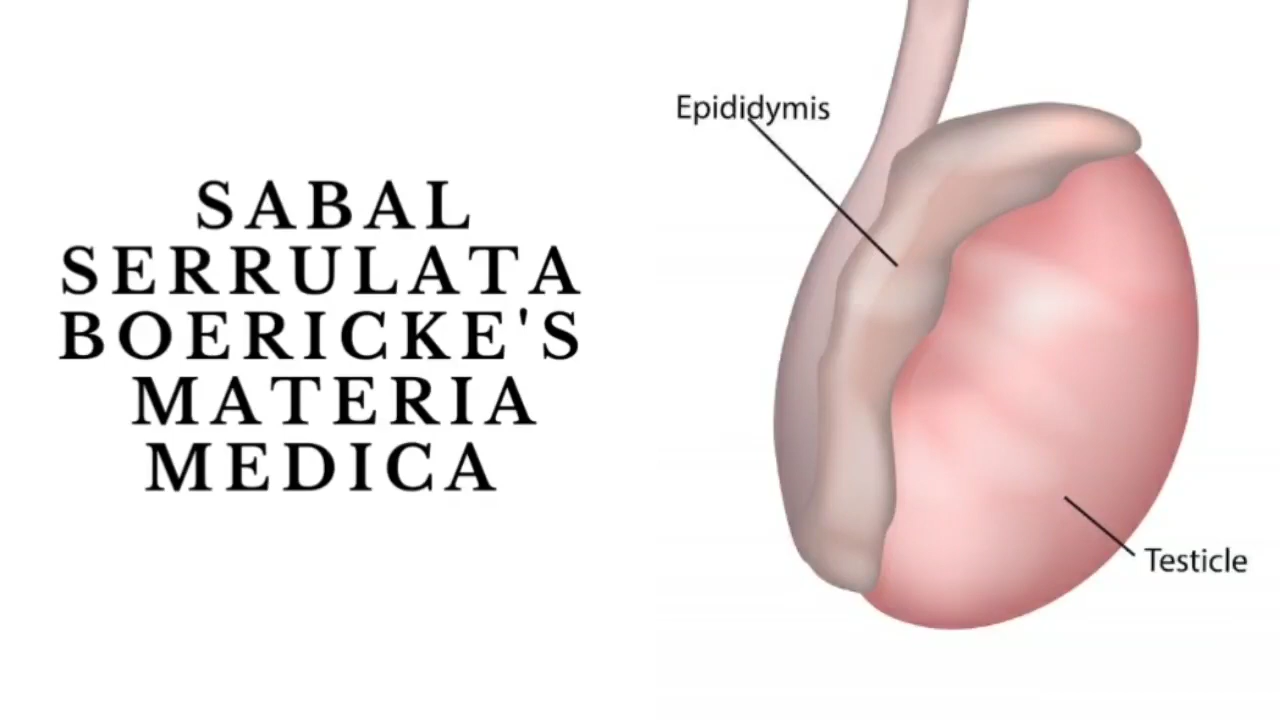 SABAL
SERRULATA
BOERICKE'S
MATERIA
MEDICA
Epididymis
Testicle